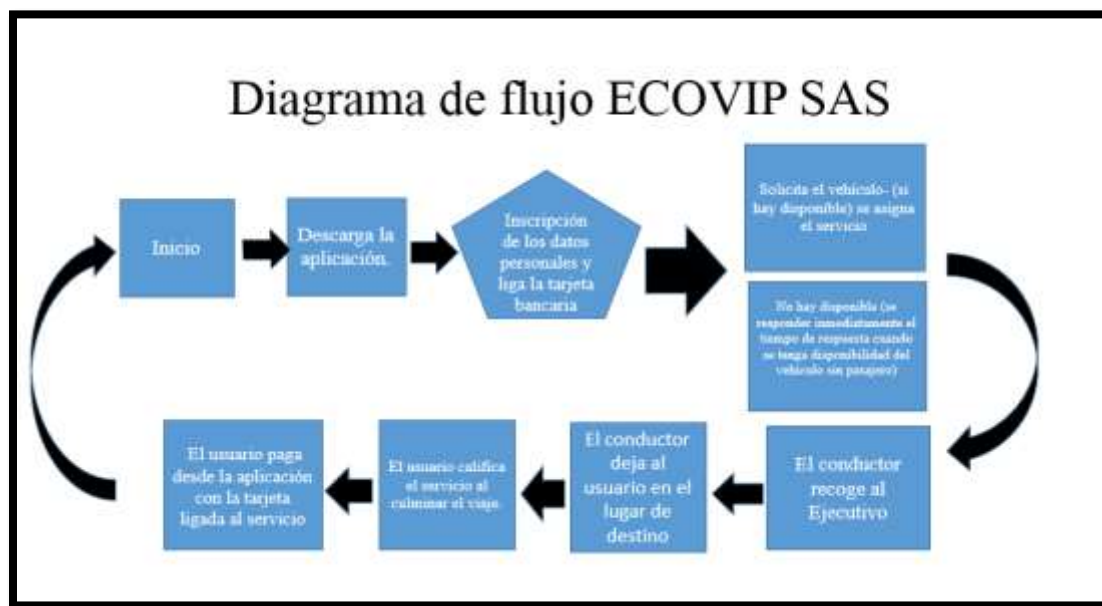 Diagrama de flujo ECOVIP SAS
Inicio
Descarga la
aplicación.
Inscripción
de los datos
personales y
liga la tarjeta
bancaria
Solicita el vehículo- (si
hay disponible) se asigna
el servicio
No hay disponible (se
responder inmediatamente el
tiempo de respuesta cuando
se tenga disponibilidad del
vehículo sin pasajero)
El conductor
recoge al
Ejecutivo
El conductor
deja al
usuario en el
lugar de
destino
El usuario califica
el servicio al
culminar el viaje.
El usuario paga
desde la aplicación
con la tarjeta
ligada al servicio